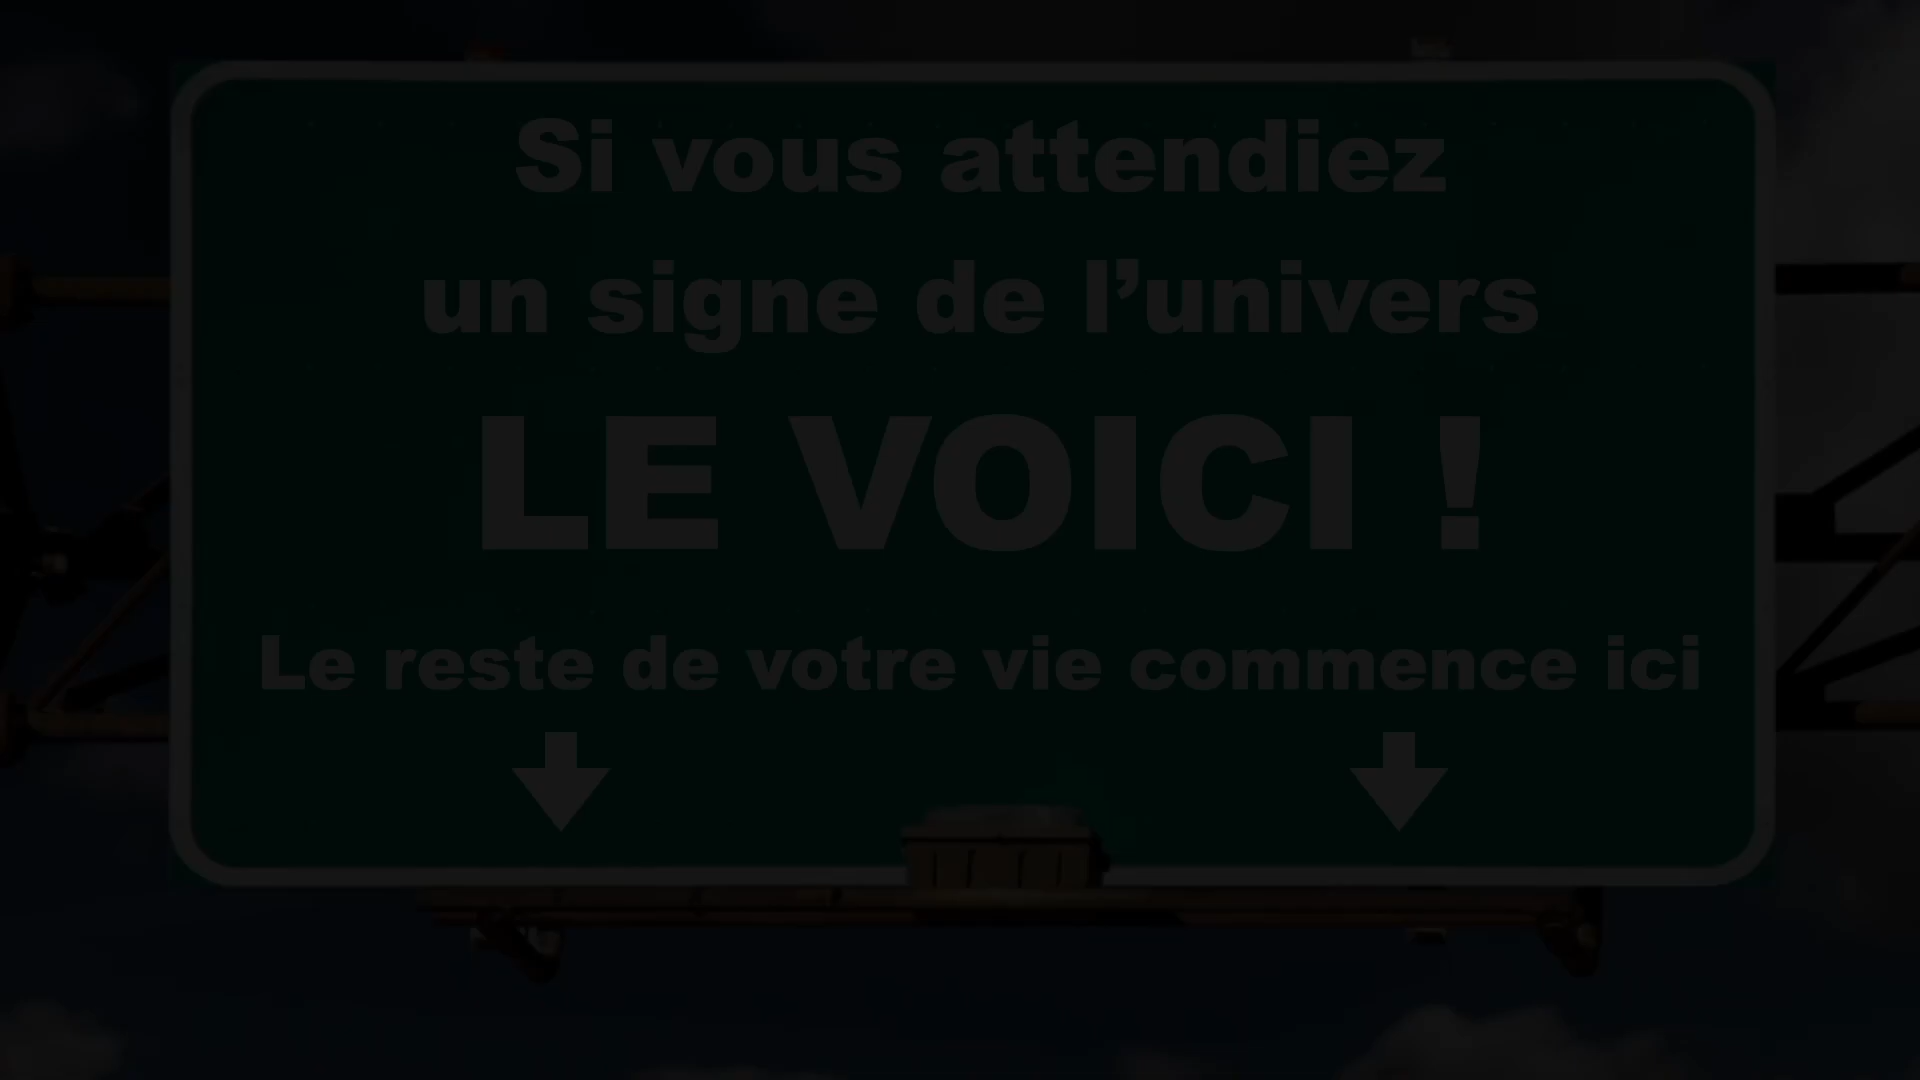 Si vous attendiez
un signe de l’univers
LE VOICI !
Le reste de votre vie commence ici